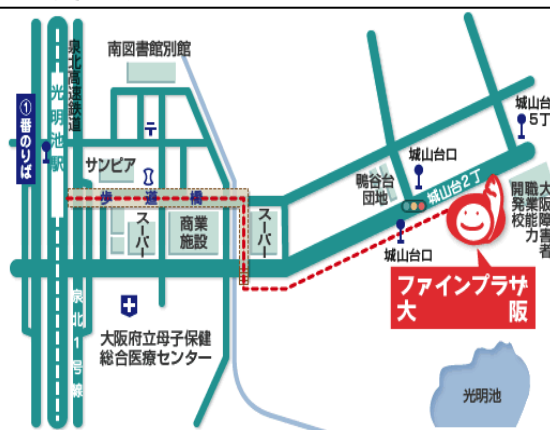 泉北高速鉄道
南図書館別館
①番のりば
光明池駅
〒
サンピア
歩道橋
スーパー
商業
施設
スーパー
鴨谷台
団地
城山台口
城山台2丁
城山台
5丁
大阪障害者
職業能力
開発校
城山台口
ファインプラザ
大阪
泉北1号線
大阪府立母子保健
総合医療センター
光明池